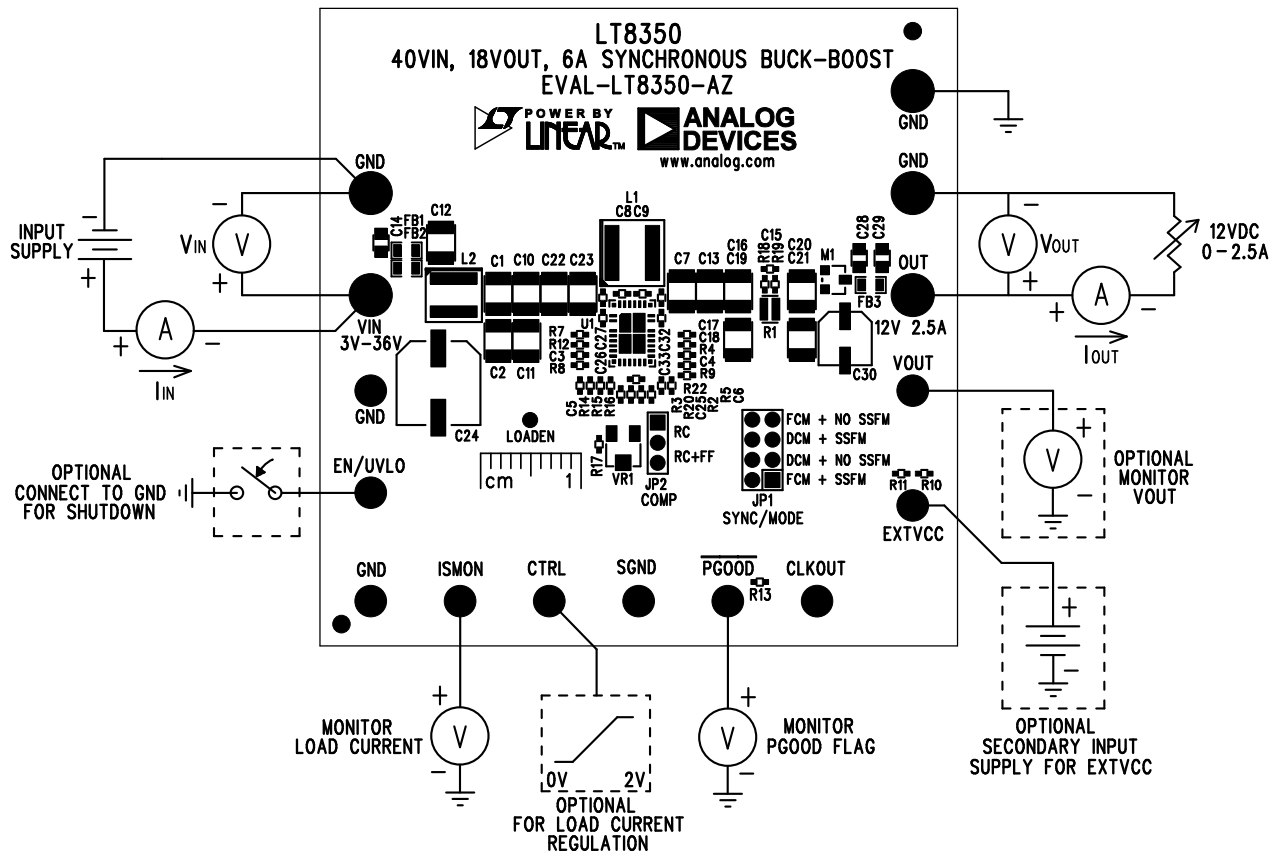 LT8350
40VIN, 18VOUT, 6A SYNCHRONOUS BUCK-BOOST
EVAL-LT8350-AZ
POWER BY
LINEAR™
ANALOG
DEVICES
www.analog.com
GND
GND
GND
INPUT
SUPPLY
VIN
V
A
IIN
VIN
3V-36V
GND
C14
FB1
FB2
C12
L2
C1
C10
C22
C23
L1
C8 C9
C7
C13
C16
C19
R18
C15
R19
C20
C21
M1
C28
C29
OUT
FB3
12V 2.5A
V
VOUT
A
IOUT
12VDC
0-2.5A
U1
R7
R12
C3
R8
C26
C27
C32
C33
C17
C18
R4
C4
R9
R1
C30
C2
C11
C24
C5
R14
R15
R16
R3
R20
R22
C25
R2
R5
C6
VOUT
LOADEN
cm
1
R17
VR1
RC
RC+FF
JP2
COMP
FCM + NO SSFM
DCM + SSFM
DCM + NO SSFM
FCM + SSFM
JP1
SYNC/MODE
R11
R10
EXTVCC
OPTIONAL
CONNECT TO GND
FOR SHUTDOWN
EN/UVLO
V
OPTIONAL
MONITOR
VOUT
GND
ISMON
CTRL
SGND
PGOOD
R13
CLKOUT
MONITOR
LOAD CURRENT
V
0V
2V
OPTIONAL
FOR LOAD CURRENT
REGULATION
V
MONITOR
PGOOD FLAG
OPTIONAL
SECONDARY INPUT
SUPPLY FOR EXTVCC